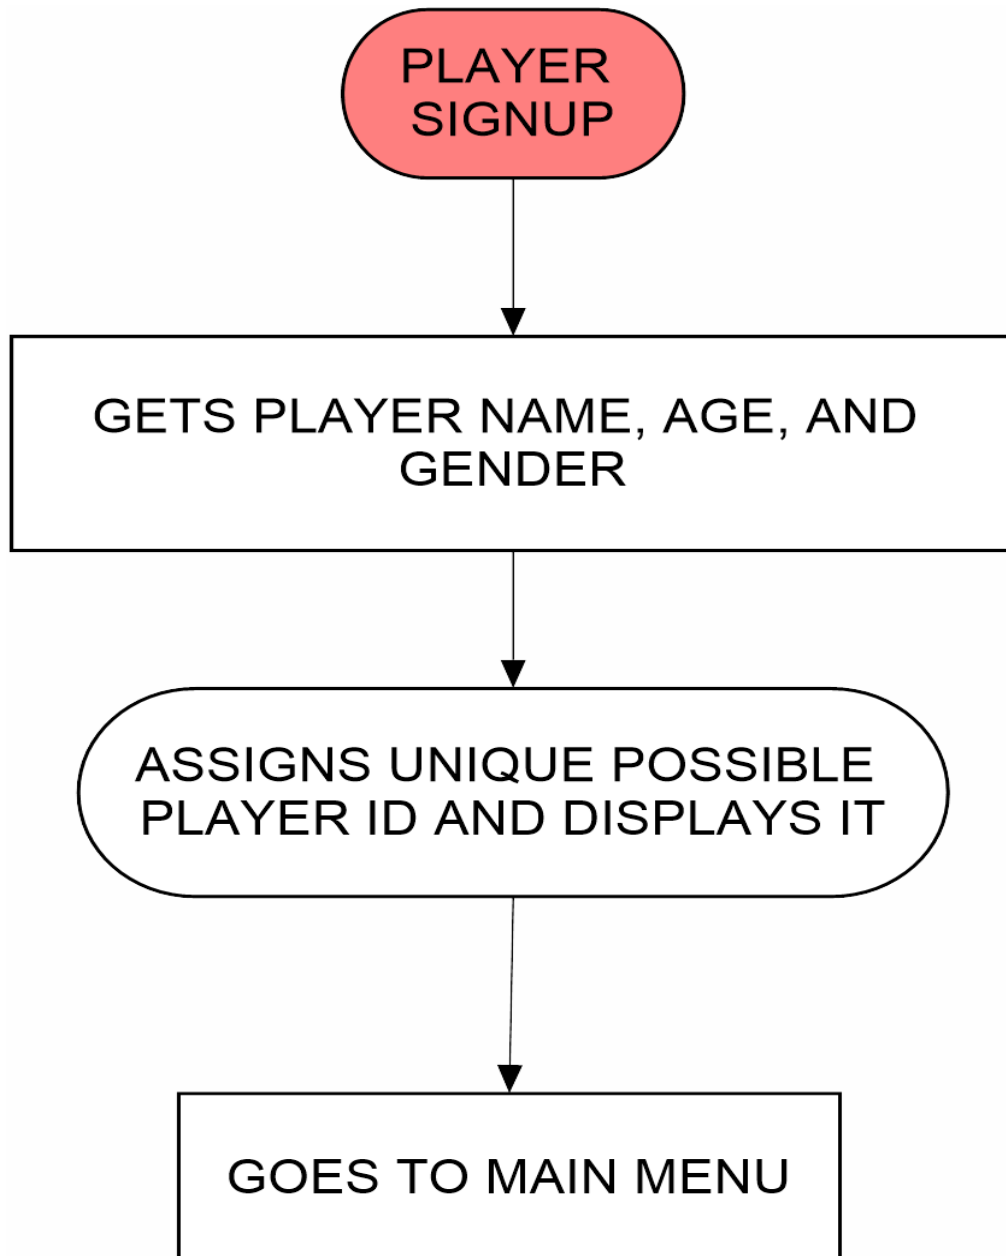 PLAYER
SIGNUP
GETS PLAYER NAME, AGE, AND
GENDER
ASSIGNS UNIQUE POSSIBLE
PLAYER ID AND DISPLAYS IT
GOES TO MAIN MENU